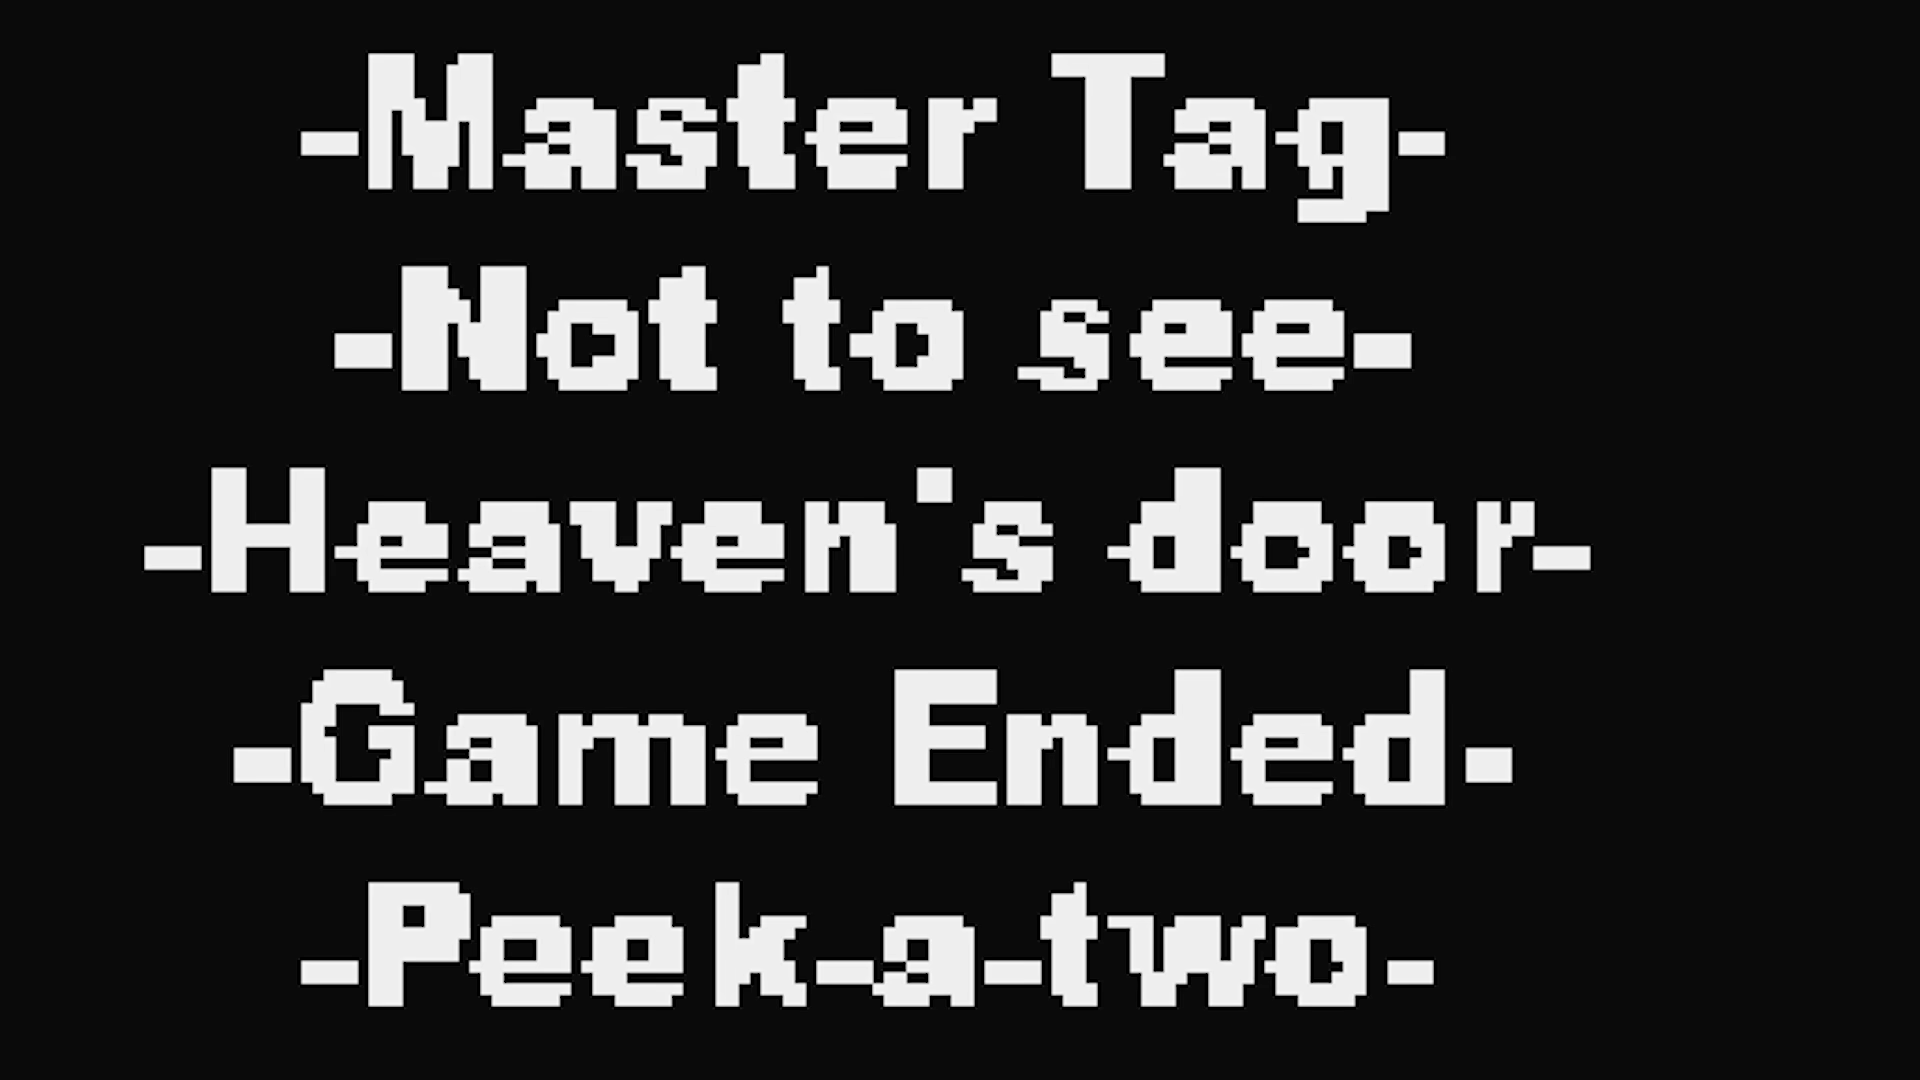 -Master Tag-
-Not to see-
-Heaven's door-
-Game Ended-
-Peek-a-two-